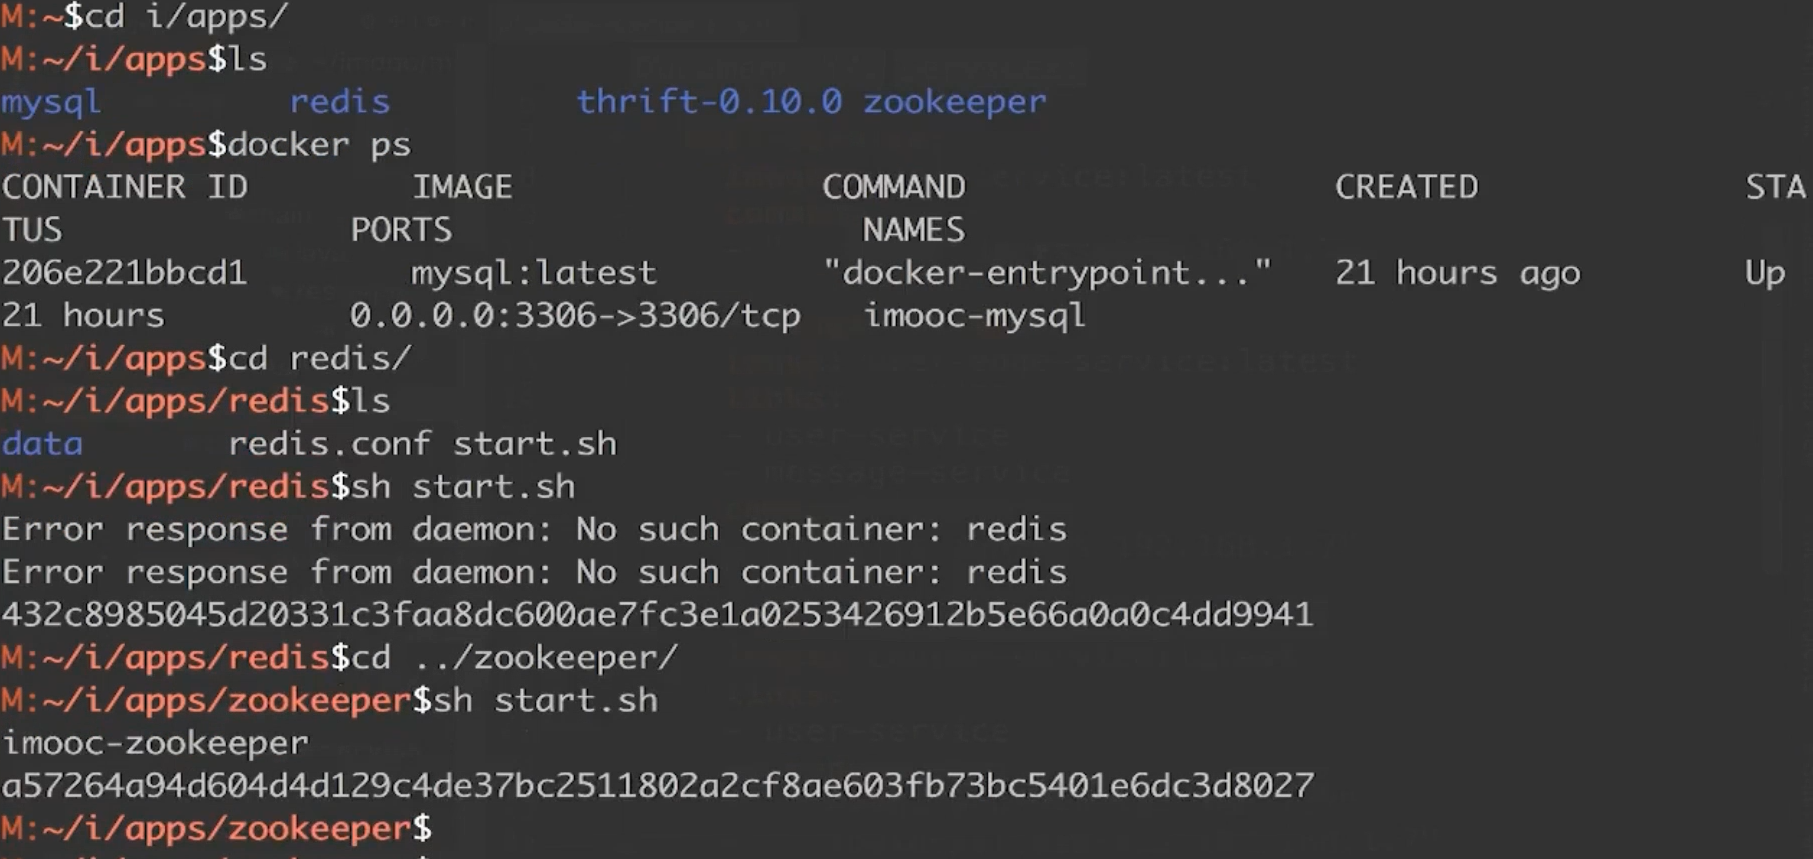 M:~$cd i/apps/
M:~/i/apps$ls
mysql redis thrift-0.10.0 zookeeper
M:~/i/apps$docker ps
CONTAINER ID IMAGE COMMAND CREATED STA
TUS PORTS NAMES
206e221bbcd1 mysql:latest "docker-entrypoint..." 21 hours ago Up
21 hours 0.0.0.0:3306->3306/tcp imooc-mysql
M:~/i/apps$cd redis/
M:~/i/apps/redis$ls
data redis.conf start.sh
M:~/i/apps/redis$sh start.sh
Error response from daemon: No such container: redis
Error response from daemon: No such container: redis
432c8985045d20331c3faa8dc600ae7fc3e1a0253426912b5e66a0a0c4dd9941
M:~/i/apps/redis$cd ../zookeeper/
M:~/i/apps/zookeeper$sh start.sh
imooc-zookeeper
a57264a94d604d4d129c4de37bc2511802a2cf8ae603fb73bc5401e6dc3d8027
M:~/i/apps/zookeeper$